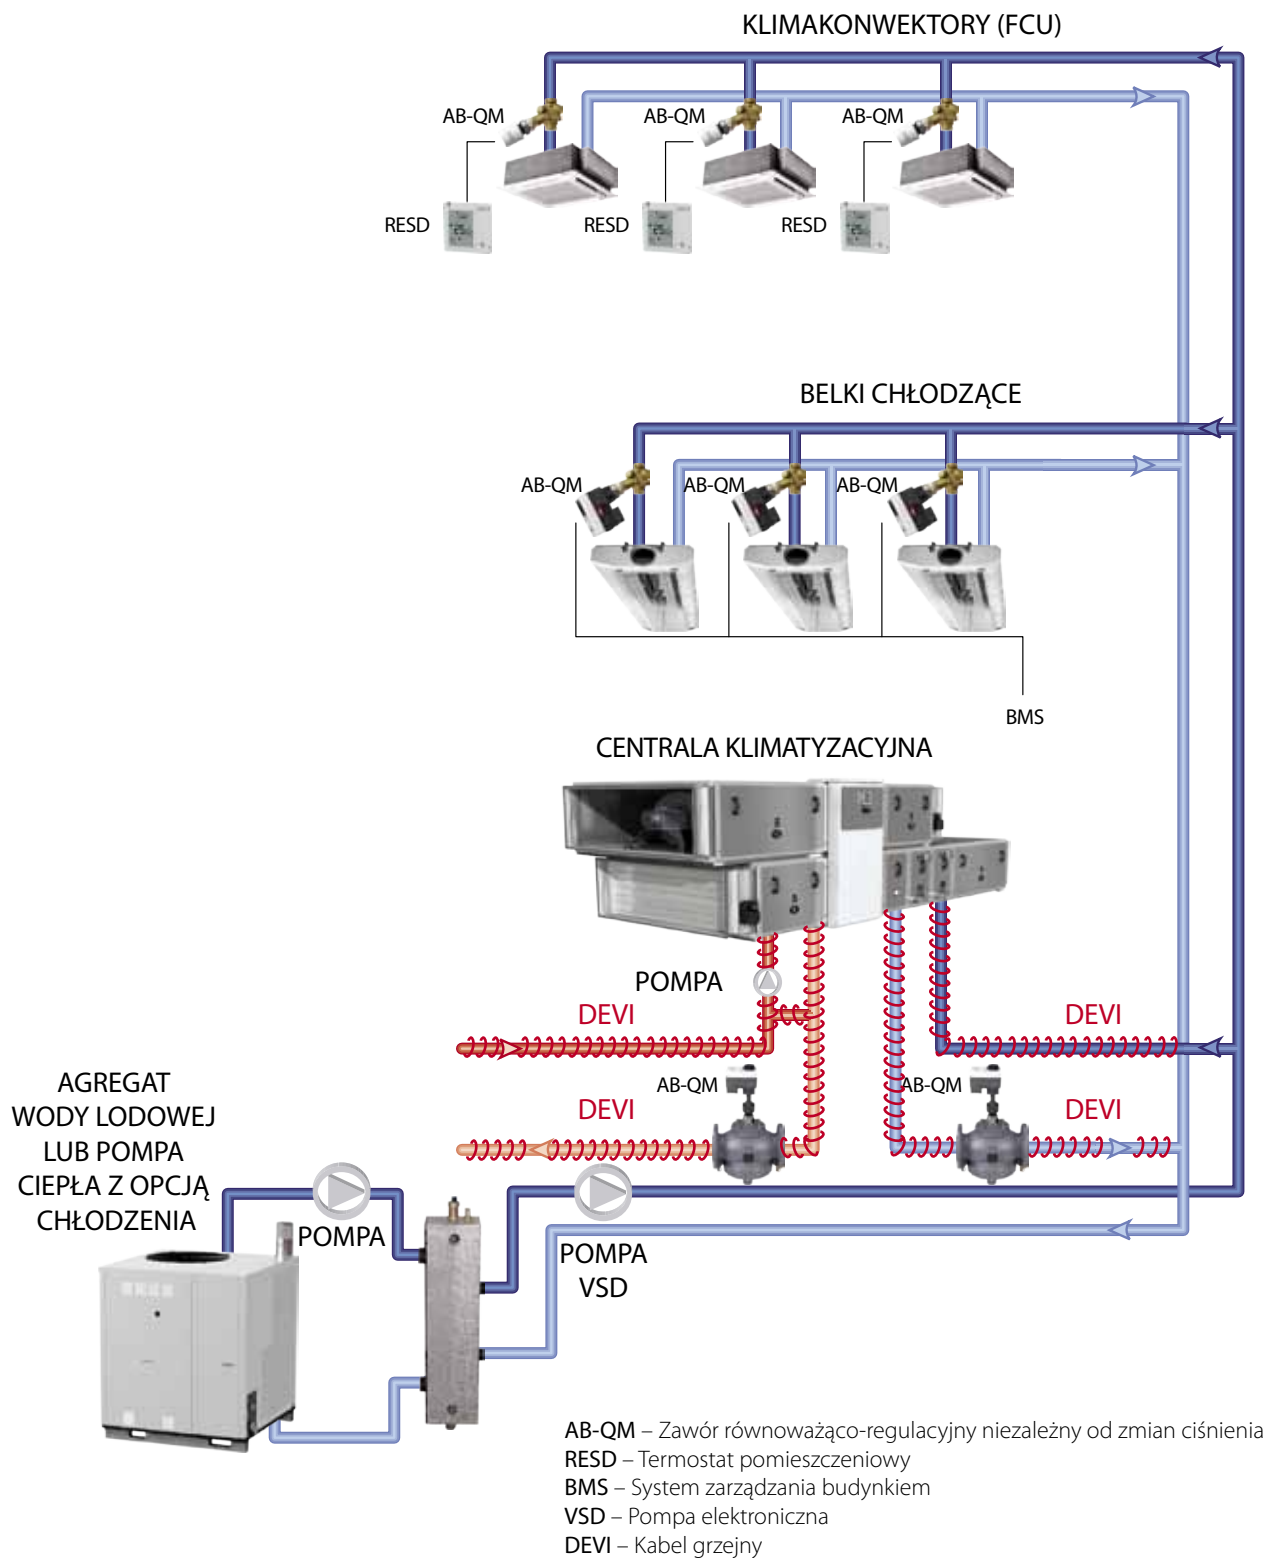 KLIMAKONWEKTORY (FCU)
AB-QM
AB-QM
AB-QM
RESD
RESD
RESD
BELKI CHŁODZĄCE
AB-QM
AB-QM
AB-QM
BMS
CENTRALA KLIMATYZACYJNA
POMPA
DEVI
DEVI
AB-QM
AB-QM
DEVI
DEVI
AGREGAT
WODY LODOWEJ
LUB POMPA
CIEPŁA Z OPCJĄ
CHŁODZENIA
POMPA
POMPA
VSD
AB-QM – Zawór równoważąco-regulacyjny niezależny od zmian ciśnienia
RESD – Termostat pomieszczeniowy
BMS – System zarządzania budynkiem
VSD – Pompa elektroniczna
DEVI – Kabel grzejny